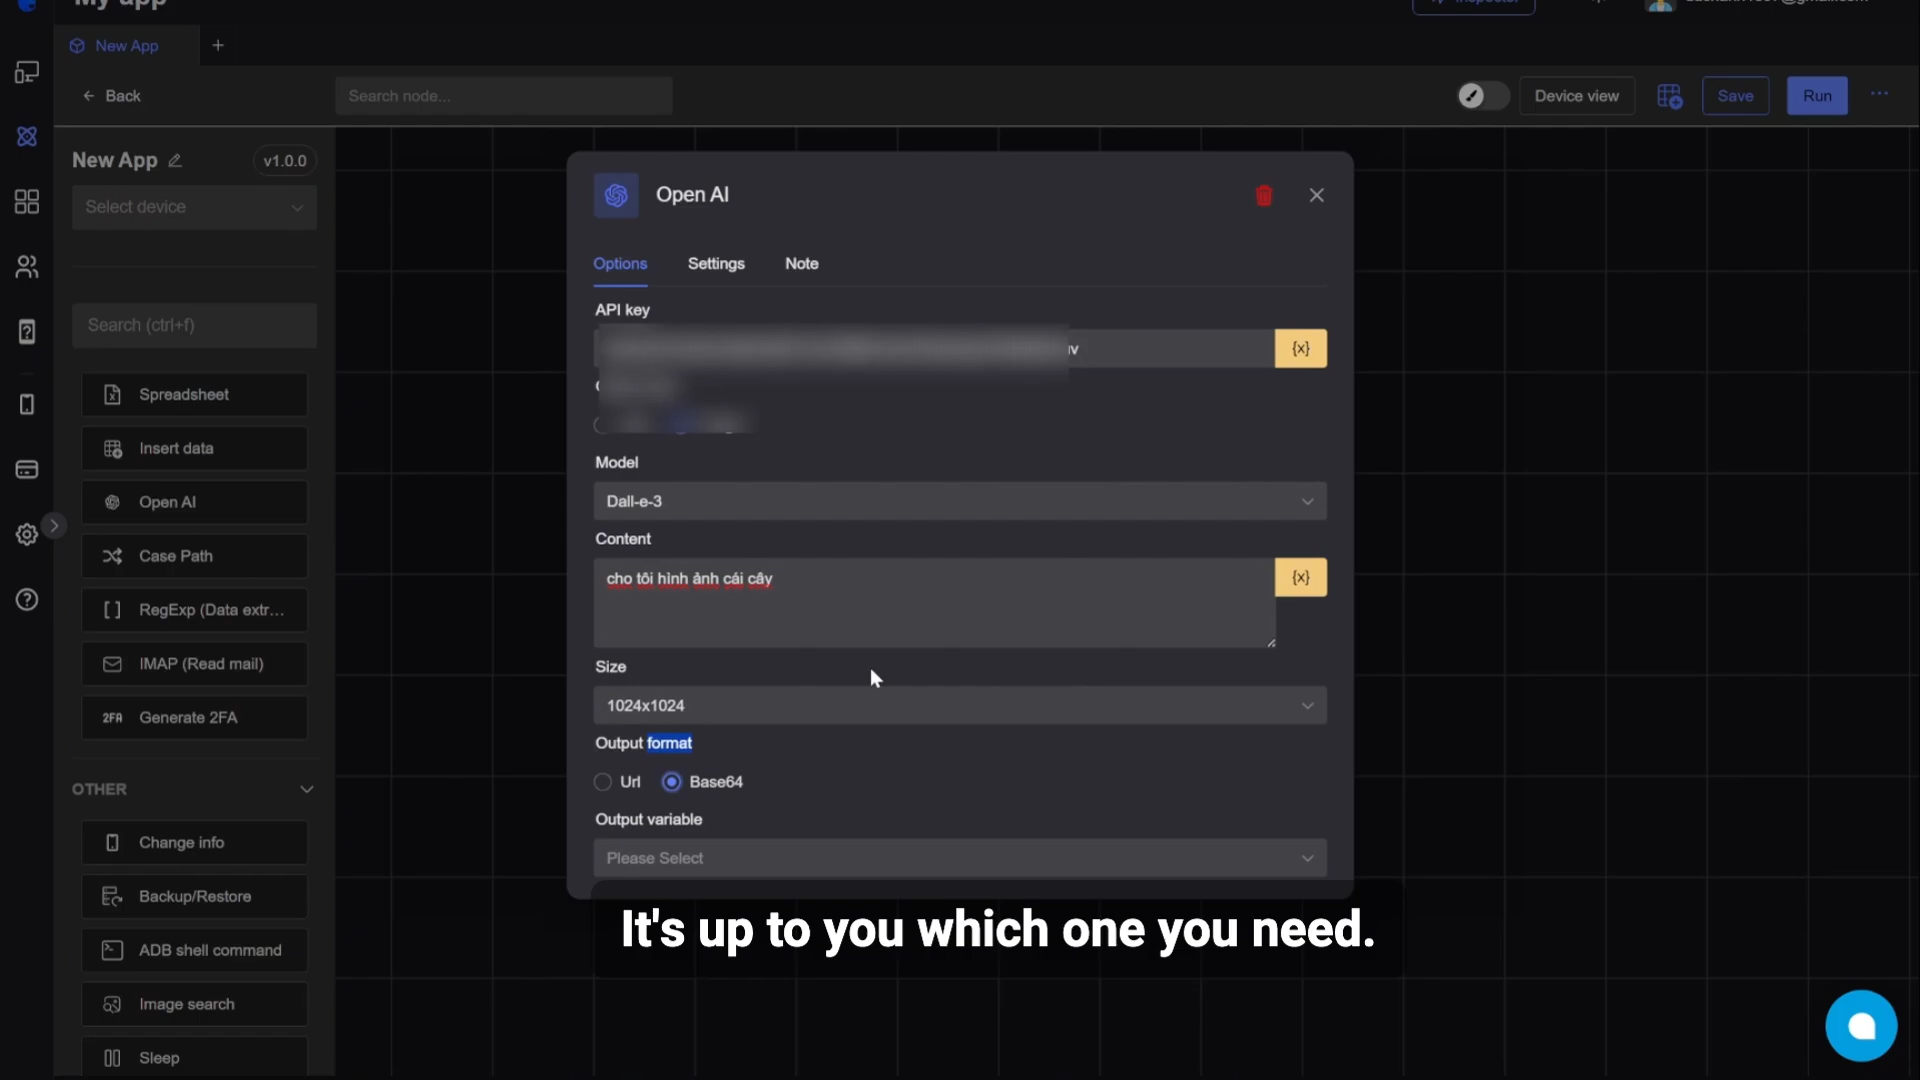 My app
New App
Back
Search node...
Device view
Save
Run
New App
v1.0.0
Select device
Search (ctrl+f)
Spreadsheet
Insert data
Open AI
Case Path
RegExp (Data extr...
IMAP (Read mail)
2FA Generate 2FA
OTHER
Change info
Backup/Restore
ADB shell command
Image search
Sleep
Open AI
Options Settings Note
API key
{x}
Model
Dall-e-3
Content
cho tôi hình ảnh cái cây
{x}
Size
1024x1024
Output format
Url Base64
Output variable
Please Select
It's up to you which one you need.